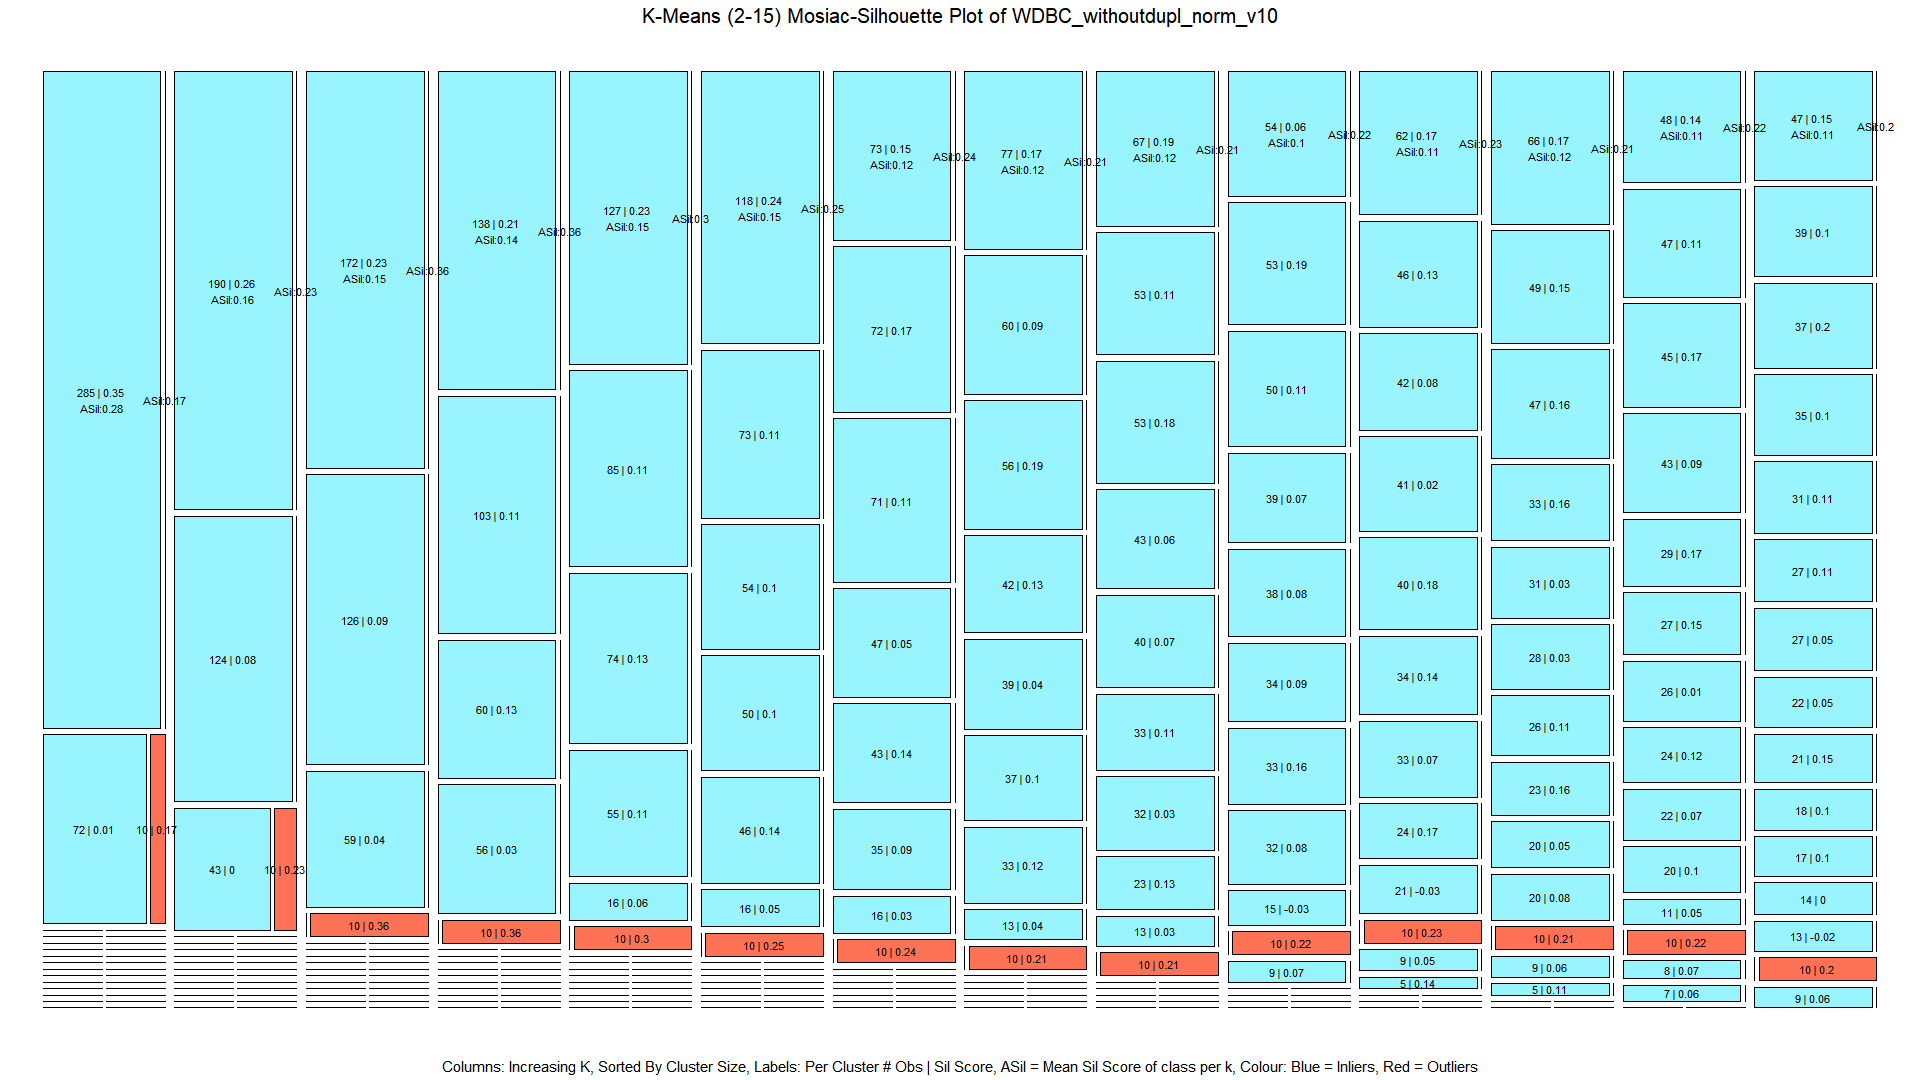 K-Means (2-15) Mosiac-Silhouette Plot of WDBC_withoutdupl_norm_v10
285 | 0.35
ASil:0.28
ASil:0.17
72 | 0.01
10 | 0.17
190 | 0.26
ASil:0.16
ASil:0.23
124 | 0.08
43 | 0
10 | 0.23
172 | 0.23
ASil:0.15
ASil:0.36
126 | 0.09
59 | 0.04
10 | 0.36
138 | 0.21
ASil:0.14
ASil:0.36
103 | 0.11
60 | 0.13
56 | 0.03
10 | 0.36
127 | 0.23
ASil:0.15
ASil:0.3
85 | 0.11
74 | 0.13
55 | 0.11
16 | 0.06
10 | 0.3
118 | 0.24
ASil:0.15
ASil:0.25
73 | 0.11
54 | 0.1
50 | 0.1
46 | 0.14
16 | 0.05
10 | 0.25
73 | 0.15
ASil:0.12
ASil:0.24
72 | 0.17
71 | 0.11
47 | 0.05
43 | 0.14
35 | 0.09
16 | 0.03
10 | 0.24
77 | 0.17
ASil:0.12
ASil:0.21
60 | 0.09
56 | 0.19
42 | 0.13
39 | 0.04
37 | 0.1
33 | 0.12
13 | 0.04
10 | 0.21
67 | 0.19
ASil:0.12
ASil:0.21
53 | 0.11
53 | 0.18
43 | 0.06
40 | 0.07
33 | 0.11
32 | 0.03
23 | 0.13
13 | 0.03
10 | 0.21
54 | 0.06
ASil:0.1
ASil:0.22
53 | 0.19
50 | 0.11
39 | 0.07
38 | 0.08
34 | 0.09
33 | 0.16
32 | 0.08
15 | -0.03
10 | 0.22
9 | 0.07
62 | 0.17
ASil:0.11
ASil:0.23
46 | 0.13
42 | 0.08
41 | 0.02
40 | 0.18
34 | 0.14
33 | 0.07
24 | 0.17
21 | -0.03
10 | 0.23
9 | 0.05
5 | 0.14
66 | 0.17
ASil:0.12
ASil:0.21
49 | 0.15
47 | 0.16
33 | 0.16
31 | 0.03
28 | 0.03
26 | 0.11
23 | 0.16
20 | 0.05
20 | 0.08
10 | 0.21
9 | 0.06
5 | 0.11
48 | 0.14
ASil:0.11
ASil:0.22
47 | 0.11
45 | 0.17
43 | 0.09
29 | 0.17
27 | 0.15
26 | 0.01
24 | 0.12
22 | 0.07
20 | 0.1
11 | 0.05
10 | 0.22
8 | 0.07
7 | 0.06
47 | 0.15
ASil:0.11
ASil:0.2
39 | 0.1
37 | 0.2
35 | 0.1
31 | 0.11
27 | 0.11
27 | 0.05
22 | 0.05
21 | 0.15
18 | 0.1
17 | 0.1
14 | 0
13 | -0.02
10 | 0.2
9 | 0.06
Columns: Increasing K, Sorted By Cluster Size, Labels: Per Cluster # Obs | Sil Score, ASil = Mean Sil Score of class per k, Colour: Blue = Inliers, Red = Outliers